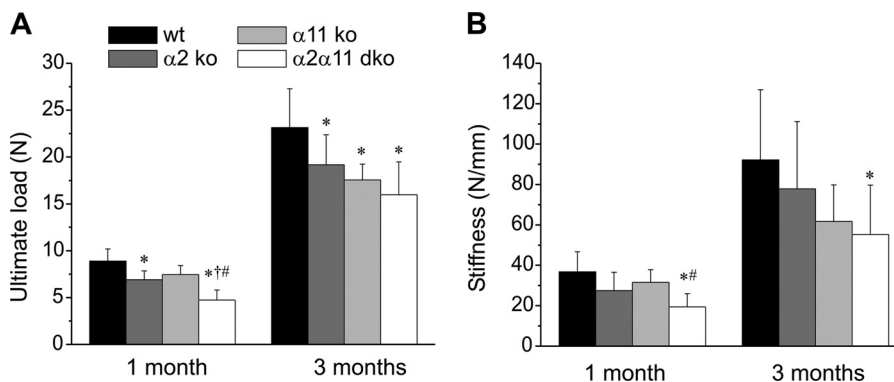 A
wt
α11 ko
α2 ko
α2α11 dko
Ultimate load (N)
30
25
20
15
10
5
0
*
*†#
*
*
*
1 month
3 months
B
Stiffness (N/mm)
140
120
100
80
60
40
20
0
*#
*
1 month
3 months